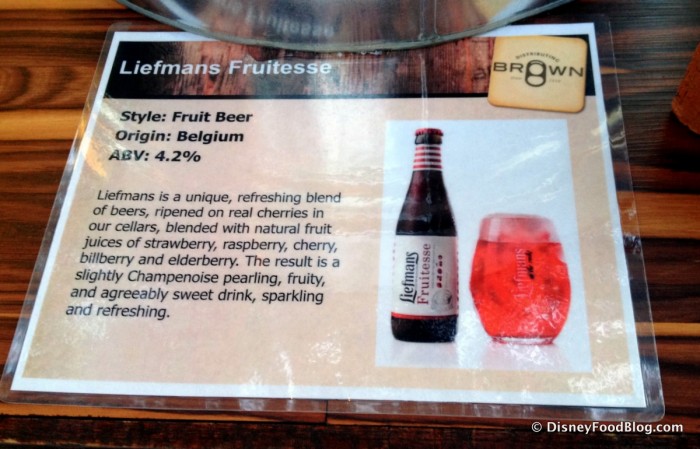 Liefmans Fruitesse
DISTRIBUTING
BROWN
Style: Fruit Beer
Origin: Belgium
ABV: 4.2%
Liefmans is a unique, refreshing blend
of beers, ripened on real cherries in
our cellars, blended with natural fruit
juices of strawberry, raspberry, cherry,
billberry and elderberry. The result is a
slightly Champenoise pearling, fruity,
and agreeably sweet drink, sparkling
and refreshing.
Liefmans
Fruitesse
Liefmans
© DisneyFoodBlog.com